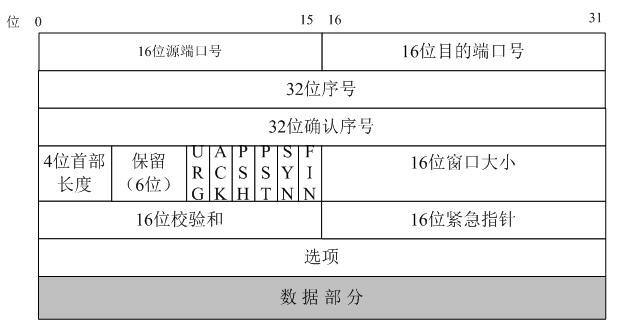 位 0 15 16 31
16位源端口号 16位目的端口号
32位序号
32位确认序号
4位首部长度 保留（6位） URG ACK PSH PST SYN FIN 16位窗口大小
16位校验和 16位紧急指针
选项
数据部分